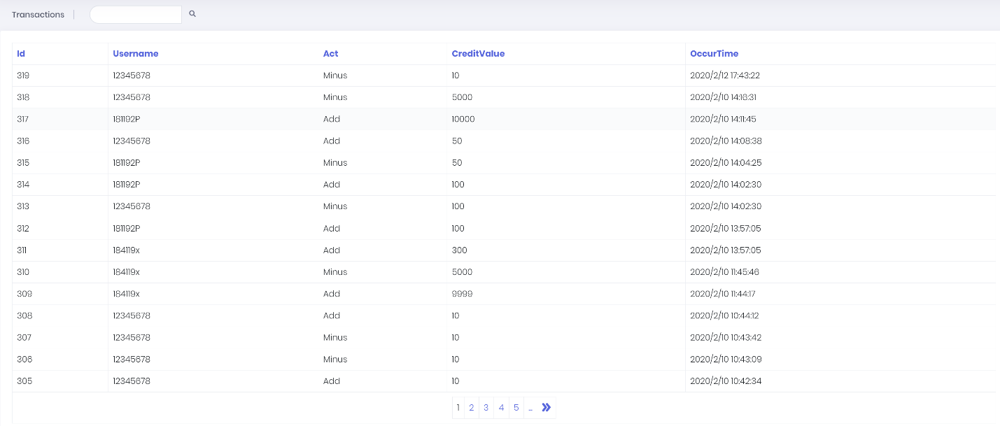 Transactions
Id Username Act CreditValue OccurTime
319 12345678 Minus 10 2020/2/12 17:43:22
318 12345678 Minus 5000 2020/2/10 14:16:31
317 181192P Add 10000 2020/2/10 14:11:45
316 12345678 Add 50 2020/2/10 14:08:38
315 181192P Minus 50 2020/2/10 14:04:25
314 181192P Add 100 2020/2/10 14:02:30
313 12345678 Minus 100 2020/2/10 14:02:30
312 181192P Add 100 2020/2/10 13:57:05
311 184119x Add 300 2020/2/10 13:57:05
310 184119x Minus 5000 2020/2/10 11:45:46
309 184119x Add 9999 2020/2/10 11:44:17
308 12345678 Add 10 2020/2/10 10:44:12
307 12345678 Minus 10 2020/2/10 10:43:42
306 12345678 Minus 10 2020/2/10 10:43:09
305 12345678 Add 10 2020/2/10 10:42:34
1 2 3 4 5 ... »